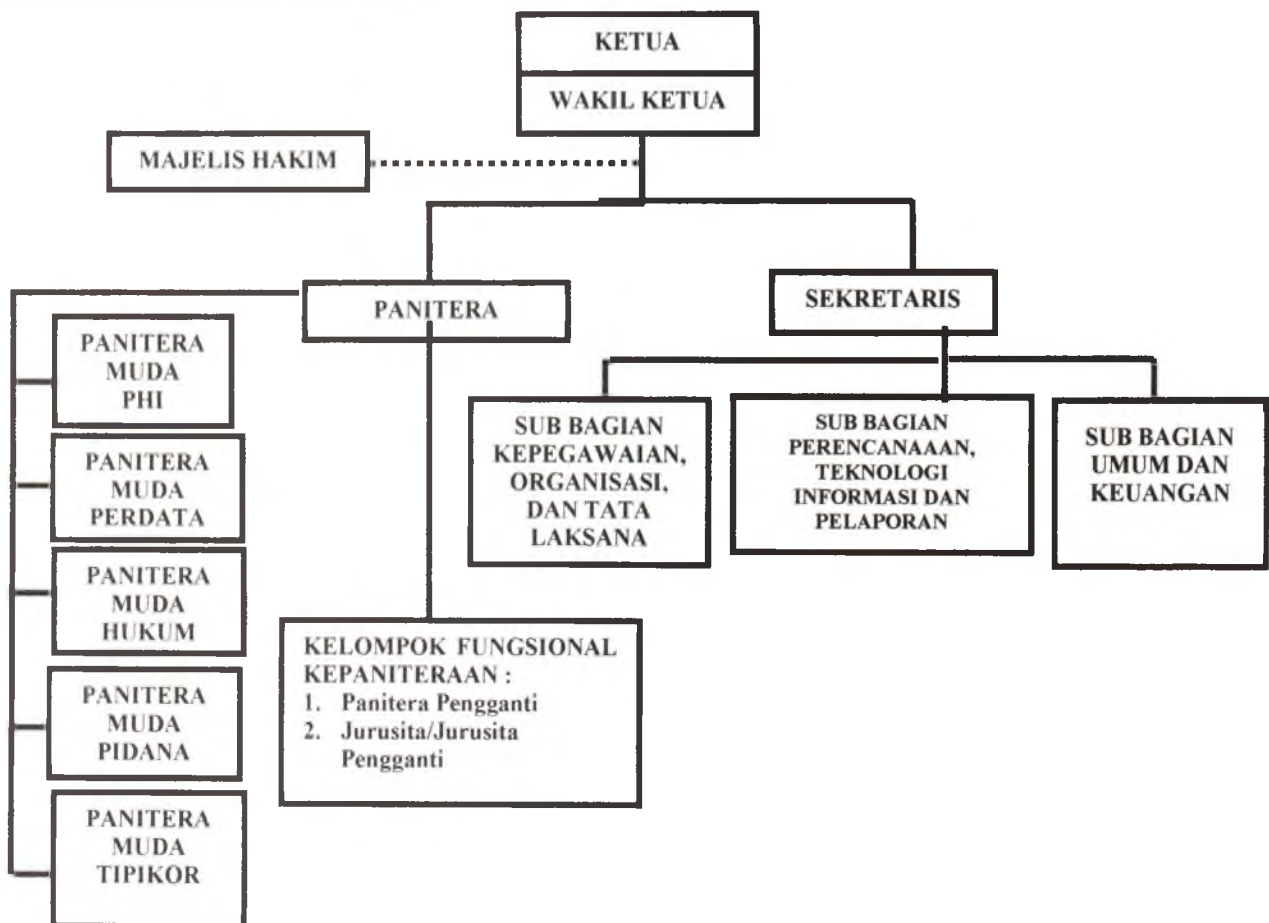 KETUA
WAKIL KETUA
MAJELIS HAKIM
PANITERA
SEKRETARIS
PANITERA
MUDA
PHI
PANITERA
MUDA
PERDATA
PANITERA
MUDA
HUKUM
PANITERA
MUDA
PIDANA
PANITERA
MUDA
TIPIKOR
KELOMPOK FUNGSIONAL
KEPANITERAAN :
1. Panitera Pengganti
2. Jurusita/Jurusita
Pengganti
SUB BAGIAN
KEPEGAWAIAN,
ORGANISASI,
DAN TATA
LAKSANA
SUB BAGIAN
PERENCANAAAN,
TEKNOLOGI
INFORMASI DAN
PELAPORAN
SUB BAGIAN
UMUM DAN
KEUANGAN